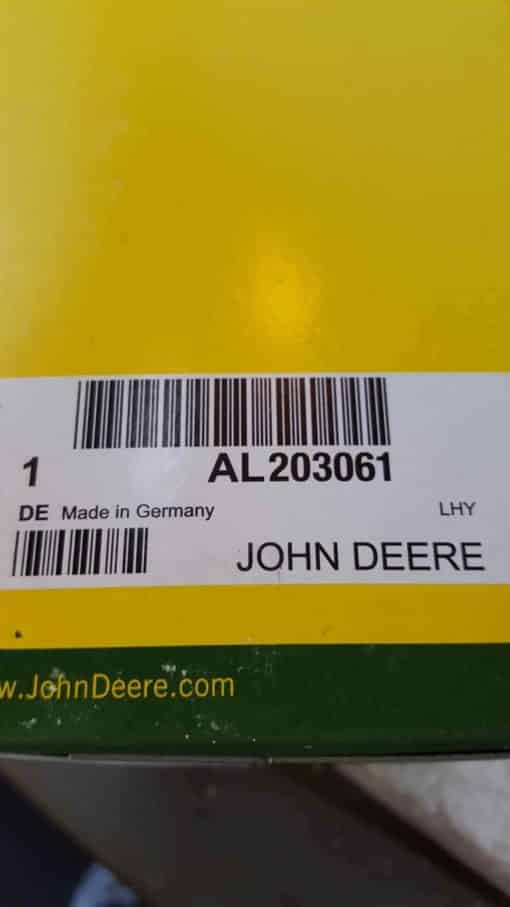 1 AL203061
DE Made in Germany LHY
JOHN DEERE
w.JohnDeere.com